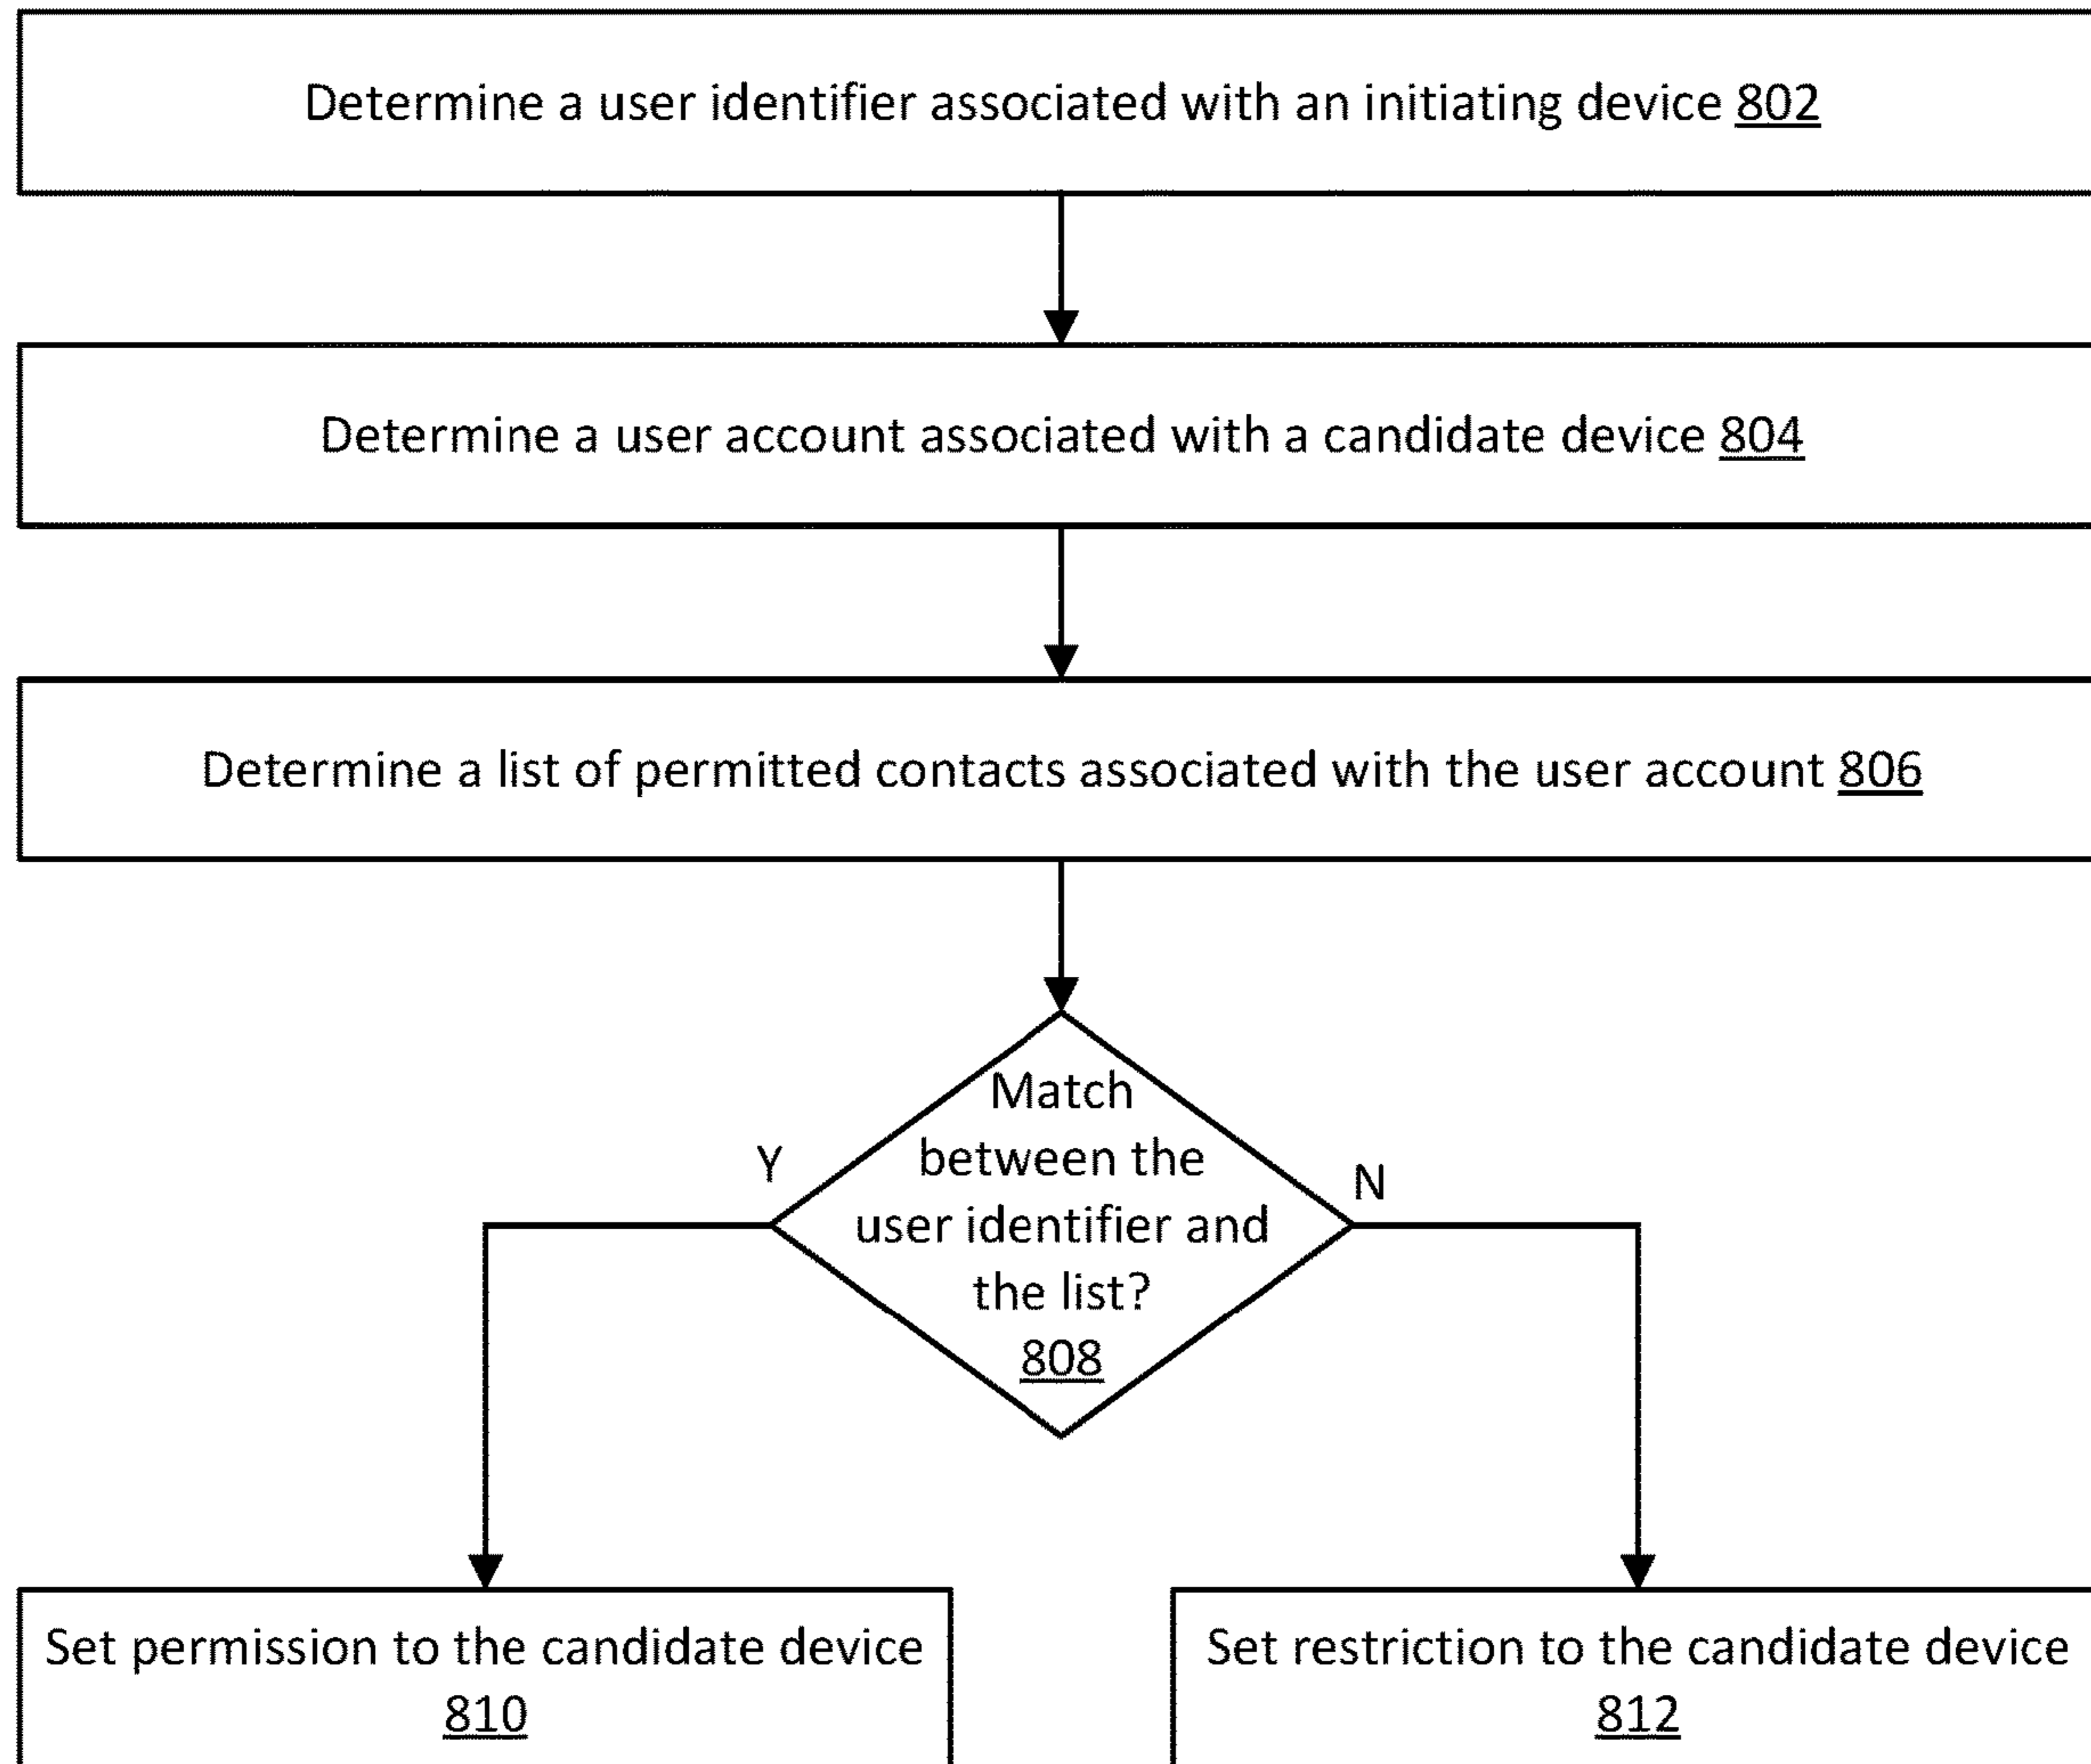 Determine a user identifier associated with an initiating device 802
Determine a user account associated with a candidate device 804
Determine a list of permitted contacts associated with the user account 806
Match
between the
user identifier and
the list?
808
Y
N
Set permission to the candidate device
810
Set restriction to the candidate device
812